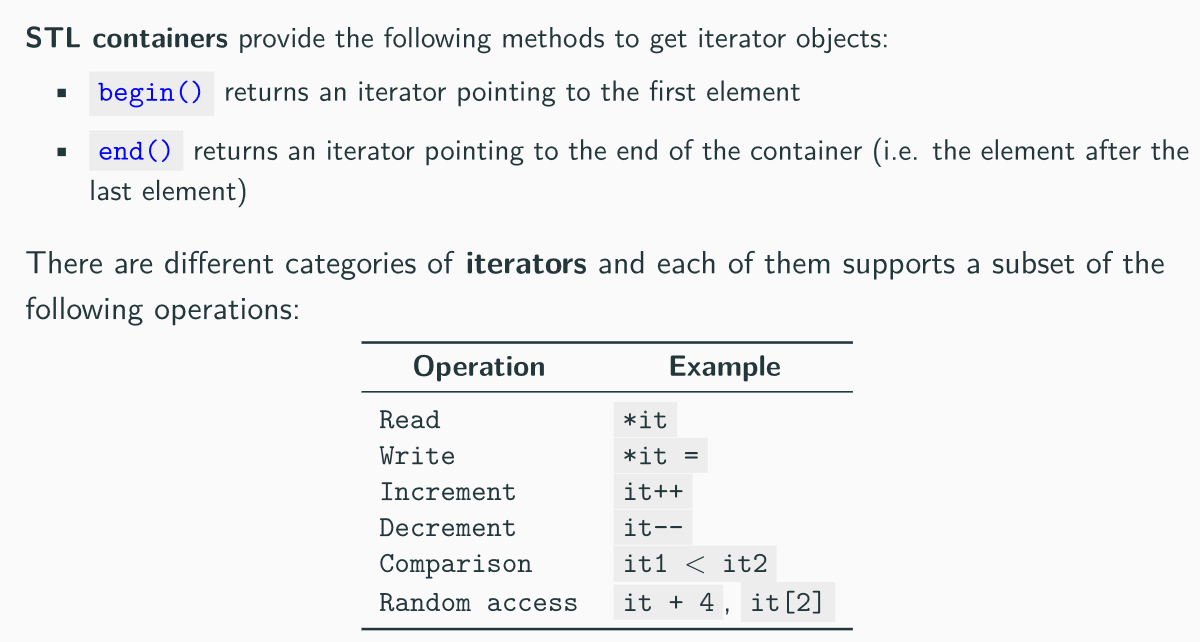 STL containers provide the following methods to get iterator objects:
▪ begin() returns an iterator pointing to the first element
▪ end() returns an iterator pointing to the end of the container (i.e. the element after the
last element)
There are different categories of iterators and each of them supports a subset of the
following operations:
Operation Example
Read *it
Write *it =
Increment it++
Decrement it--
Comparison it1 < it2
Random access it + 4, it[2]